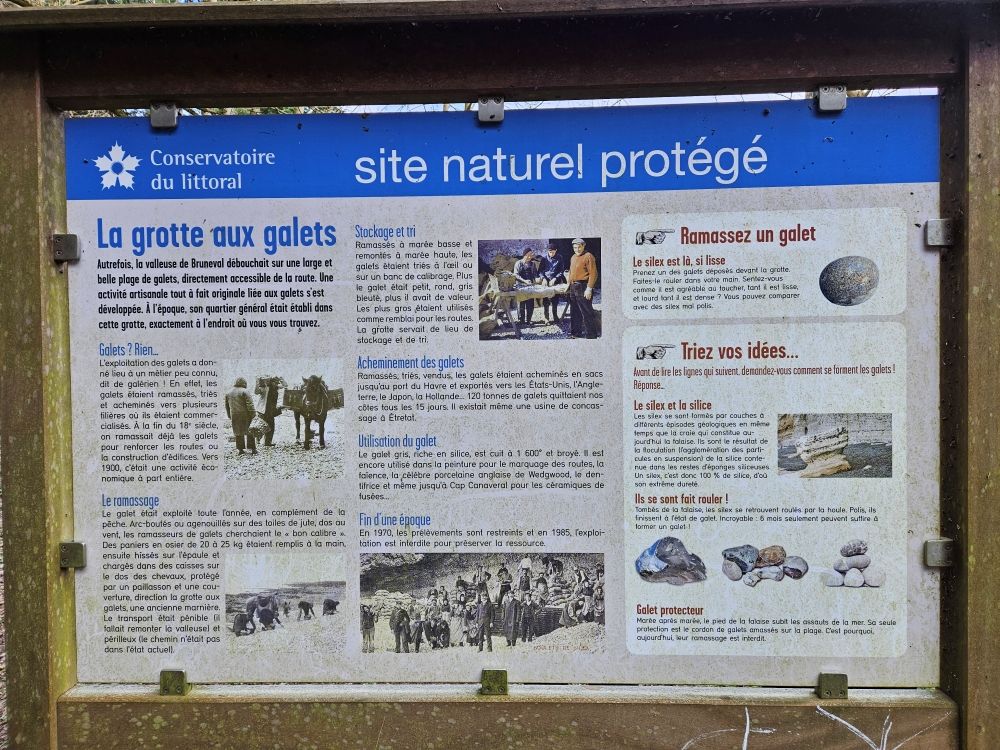 Conservatoire
du littoral
site naturel protégé
La grotte aux galets
Autrefois, la valleuse de Bruneval débouchait sur une large et
belle plage de galets, directement accessible de la route. Une
activité artisanale tout à fait originale liée aux galets s'est
développée. À l'époque, son quartier général était établi dans
cette grotte, exactement à l'endroit où vous vous trouvez.
Galets ? Rien...
L'exploitation des galets a don-
né lieu à un métier peu connu,
dit de galérien ! En effet, les
galets étaient ramassés, triés
et acheminés vers plusieurs
filières où ils étaient commer-
cialisés. À la fin du 18e siècle,
on ramassait déjà les galets
pour renforcer les routes ou
la construction d'édifices. Vers
1900, c'était une activité éco-
nomique à part entière.
Le ramassage
Le galet était exploité toute l'année, en complément de la
pêche. Arc-boutés ou agenouillés sur des toiles de jute, dos au
vent, les ramasseurs de galets cherchaient le « bon calibre ».
Des paniers en osier de 20 à 25 kg étaient remplis à la main,
ensuite hissés sur l'épaule et
chargés dans des caisses sur
le dos des chevaux, protégé
par un paillasson et une cou-
verture, direction la grotte aux
galets, une ancienne marnière.
Le transport était pénible (il
fallait remonter la valleuse) et
périlleux (le chemin n'était pas
dans l'état actuel).
Stockage et tri
Ramassés à marée basse et
remontés à marée haute, les
galets étaient triés à l'œil ou
sur un banc de calibrage. Plus
le galet était petit, rond, gris
bleuté, plus il avait de valeur.
Les plus gros étaient utilisés
comme remblai pour les routes.
La grotte servait de lieu de
stockage et de tri.
Acheminement des galets
Ramassés, triés, vendus, les galets étaient acheminés en sacs
jusqu'au port du Havre et exportés vers les États-Unis, l'Angle-
terre, le Japon, la Hollande... 120 tonnes de galets quittaient nos
côtes tous les 15 jours. Il existait même une usine de concas-
sage à Étretat.
Utilisation du galet
Le galet gris, riche en silice, est cuit à 1 600° et broyé. Il est
encore utilisé dans la peinture pour le marquage des routes, la
faïence, la célèbre porcelaine anglaise de Wedgwood, le den-
tifrice et même jusqu'à Cap Canaveral pour les céramiques de
fusées...
Fin d'une époque
En 1970, les prélèvements sont restreints et en 1985, l'exploi-
tation est interdite pour préserver la ressource.
Ramassez un galet
Le silex est là, si lisse
Prenez un des galets déposés devant la grotte.
Faites-le rouler dans votre main. Sentez-vous
comme il est agréable au toucher, tant il est lisse,
et lourd tant il est dense ? Vous pouvez comparer
avec des silex mal polis.
Triez vos idées...
Avant de lire les lignes qui suivent, demandez-vous comment se forment les galets !
Réponse...
Le silex et la silice
Les silex se sont formés par couches à
différents épisodes géologiques en même
temps que la craie qui constitue au-
jourd'hui la falaise. Ils sont le résultat de
la floculation (l'agglomération des parti-
cules en suspension) de la silice conte-
nue dans les restes d'éponges siliceuses.
Un silex, c'est donc 100 % de silice, d'où
son extrême dureté.
Ils se sont fait rouler !
Tombés de la falaise, les silex se retrouvent roulés par la houle. Polis, ils
finissent à l'état de galet. Incroyable : 6 mois seulement peuvent suffire à
former un galet !
Galet protecteur
Marée après marée, le pied de la falaise subit les assauts de la mer. Sa seule
protection est le cordon de galets amassés sur la plage. C'est pourquoi,
aujourd'hui, leur ramassage est interdit.